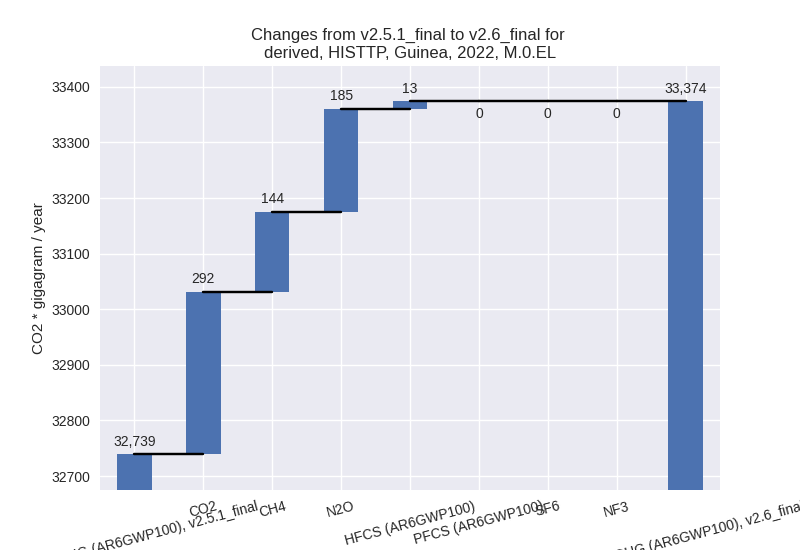 Changes from v2.5.1_final to v2.6_final for
derived, HISTTP, Guinea, 2022, M.0.EL
CO2 * gigagram / year
33400
33300
33200
33100
33000
32900
32800
32700
32,739
292
144
185
13
0
0
0
33,374
(AR6GWP100), v2.5.1_final
CO2
CH4
N2O
HFCS (AR6GWP100)
PFCS (AR6GWP100)
SF6
NF3
(AR6GWP100), v2.6_final